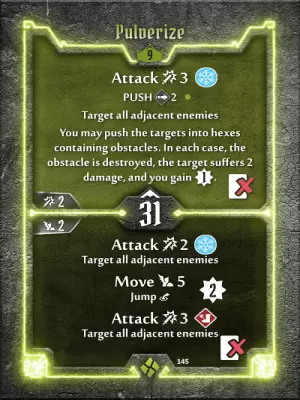 Pulverize
9
Attack 3
PUSH 2
Target all adjacent enemies
You may push the targets into hexes
containing obstacles. In each case, the
obstacle is destroyed, the target suffers 2
damage, and you gain 1.
2
31
2
Attack 2
Target all adjacent enemies
Move 5
Jump
2
Attack 3
Target all adjacent enemies
145